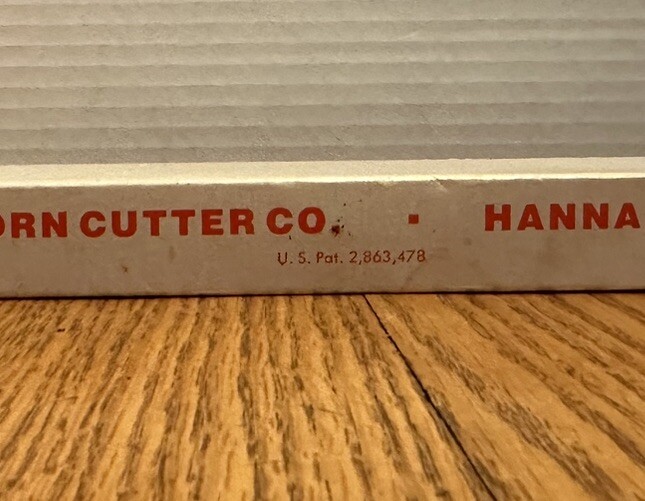 ORN CUTTER CO. ▪ HANNA
U. S. Pat. 2,863,478